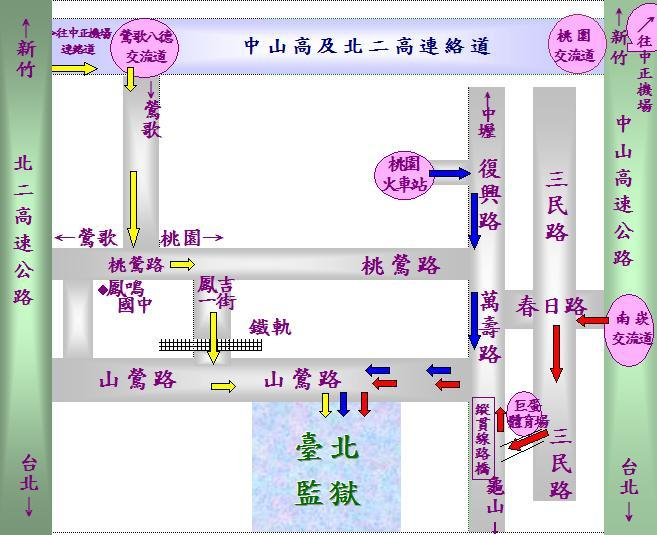 ↑新竹
往中正機場
連絡道
鶯歌八德
交流道
中山高及北二高連絡道
桃園
交流道
↑新竹
↗往中正機場
↓鶯歌
↑中壢
桃園
火車站
復興路
三民路
北二高速公路
中山高速公路
←鶯歌
桃園→
桃鶯路
桃鶯路
◆鳳鳴
國中
鳳吉
一街
鐵軌
萬壽路
春日路
南崁
交流道
山鶯路
山鶯路
縱貫線路橋
巨蛋
體育場
三民路
臺北
監獄
龜山↓
台北↓
台北↓